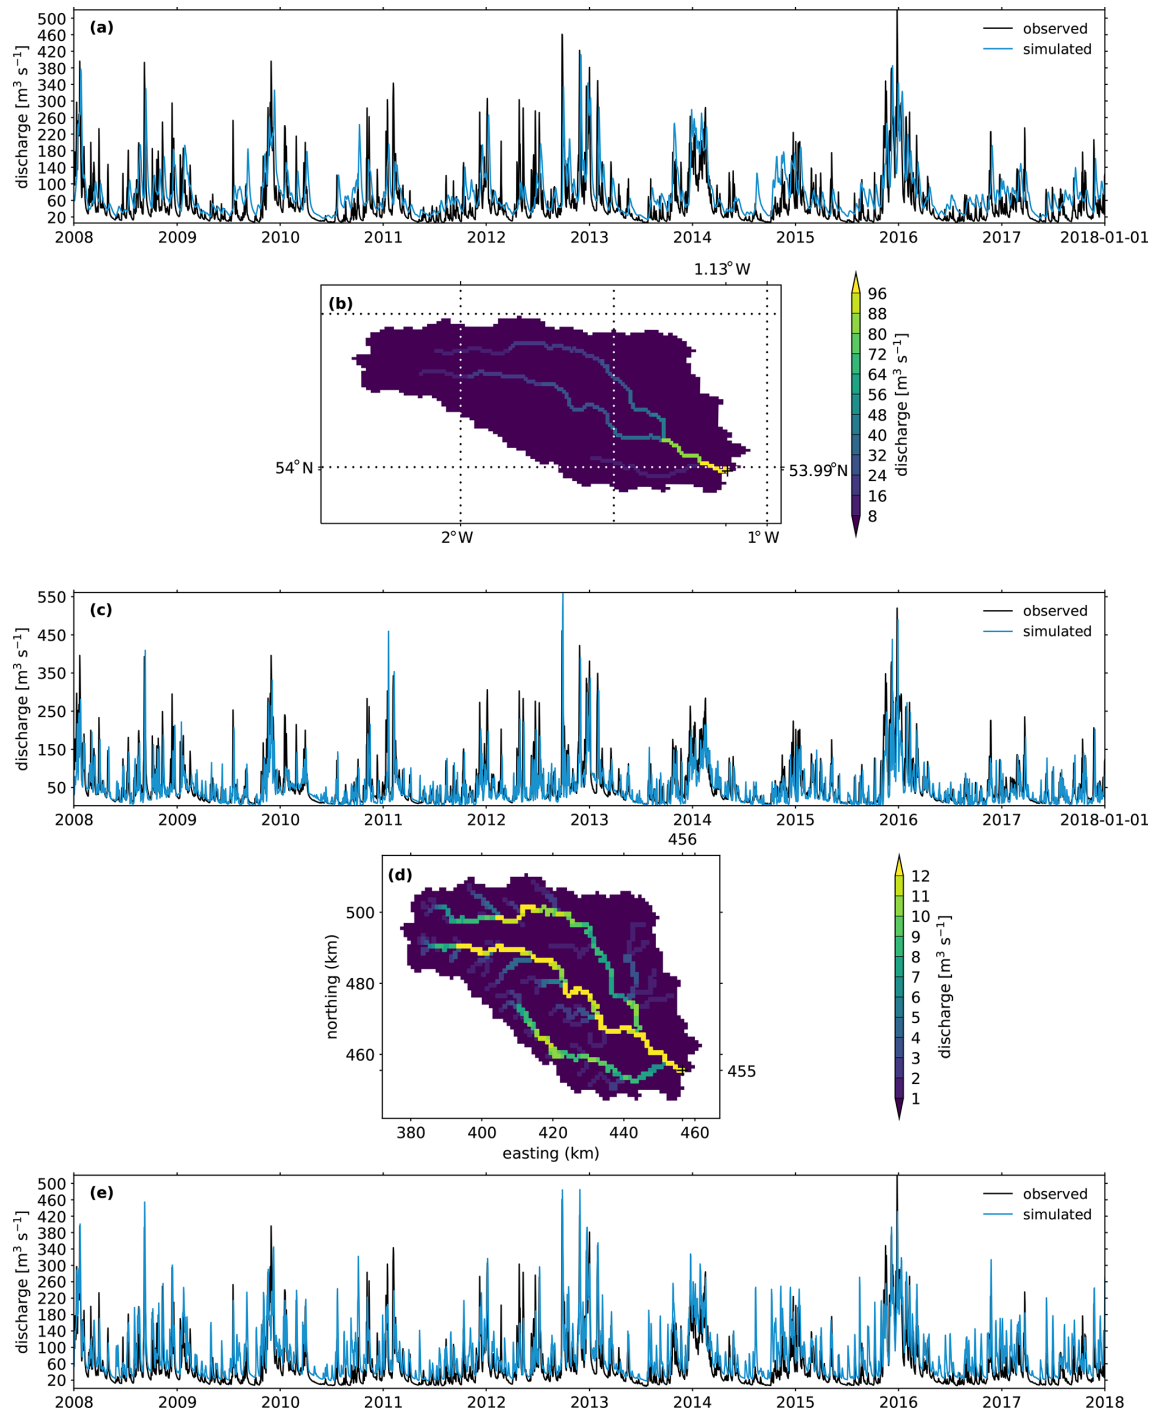 (a)
observed
simulated
discharge [m³ s⁻¹]
500
460
420
380
340
300
260
220
180
140
100
60
20
2008 2009 2010 2011 2012 2013 2014 2015 2016 2017 2018-01-01
1.13°W
(b)
54°N
53.99°N
2°W 1°W
96
88
80
72
64
56
48
40
32
24
16
8
discharge [m³ s⁻¹]
(c)
observed
simulated
discharge [m³ s⁻¹]
550
450
350
250
150
50
2008 2009 2010 2011 2012 2013 2014 2015 2016 2017 2018-01-01
456
(d)
northing (km)
500
480
460
455
380 400 420 440 460
easting (km)
12
11
10
9
8
7
6
5
4
3
2
1
discharge [m³ s⁻¹]
(e)
observed
simulated
discharge [m³ s⁻¹]
500
460
420
380
340
300
260
220
180
140
100
60
20
2008 2009 2010 2011 2012 2013 2014 2015 2016 2017 2018